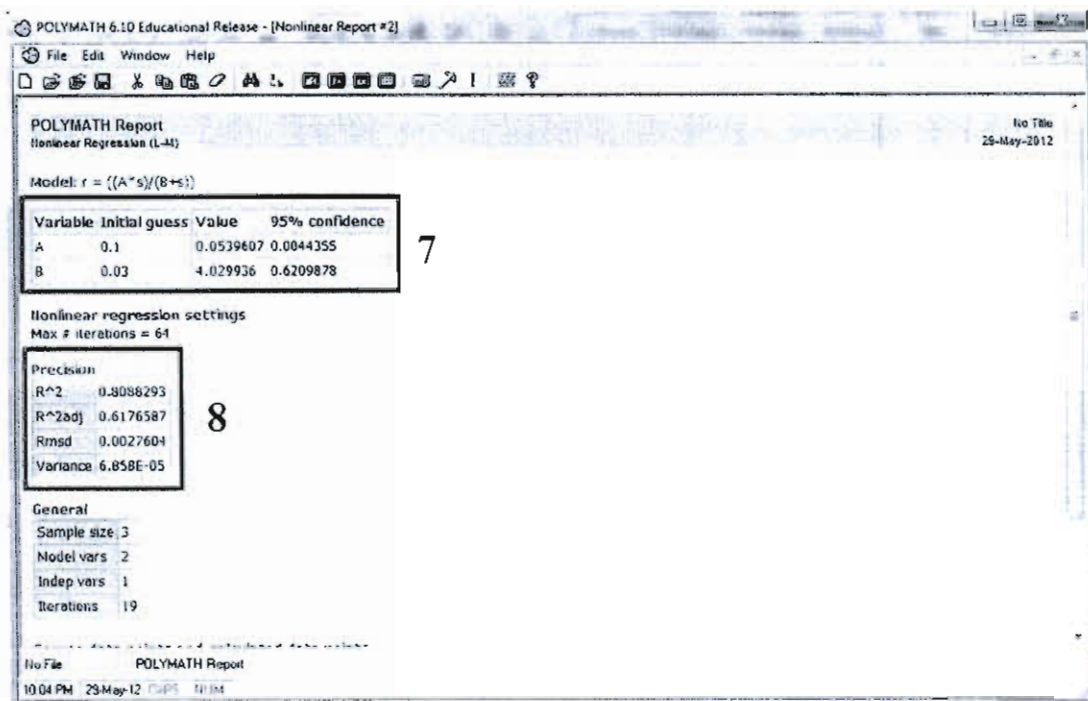 POLYMATH 6.10 Educational Release - [Nonlinear Report #2]
File Edit Window Help
POLYMATH Report
Nonlinear Regression (L-M)
No Title
29-May-2012
Model: r = ((A*s)/(B+s))
Variable Initial guess Value 95% confidence
A 0.1 0.0539607 0.0044355
B 0.03 4.029936 0.6209878
7
Nonlinear regression settings
Max # iterations = 64
Precision
R^2 0.8088293
R^2adj 0.6176587
Rmsd 0.0027604
Variance 6.858E-05
8
General
Sample size 3
Model vars 2
Indep vars 1
Iterations 19
No File POLYMATH Report
10:04 PM 29-May-12 CAPS NUM